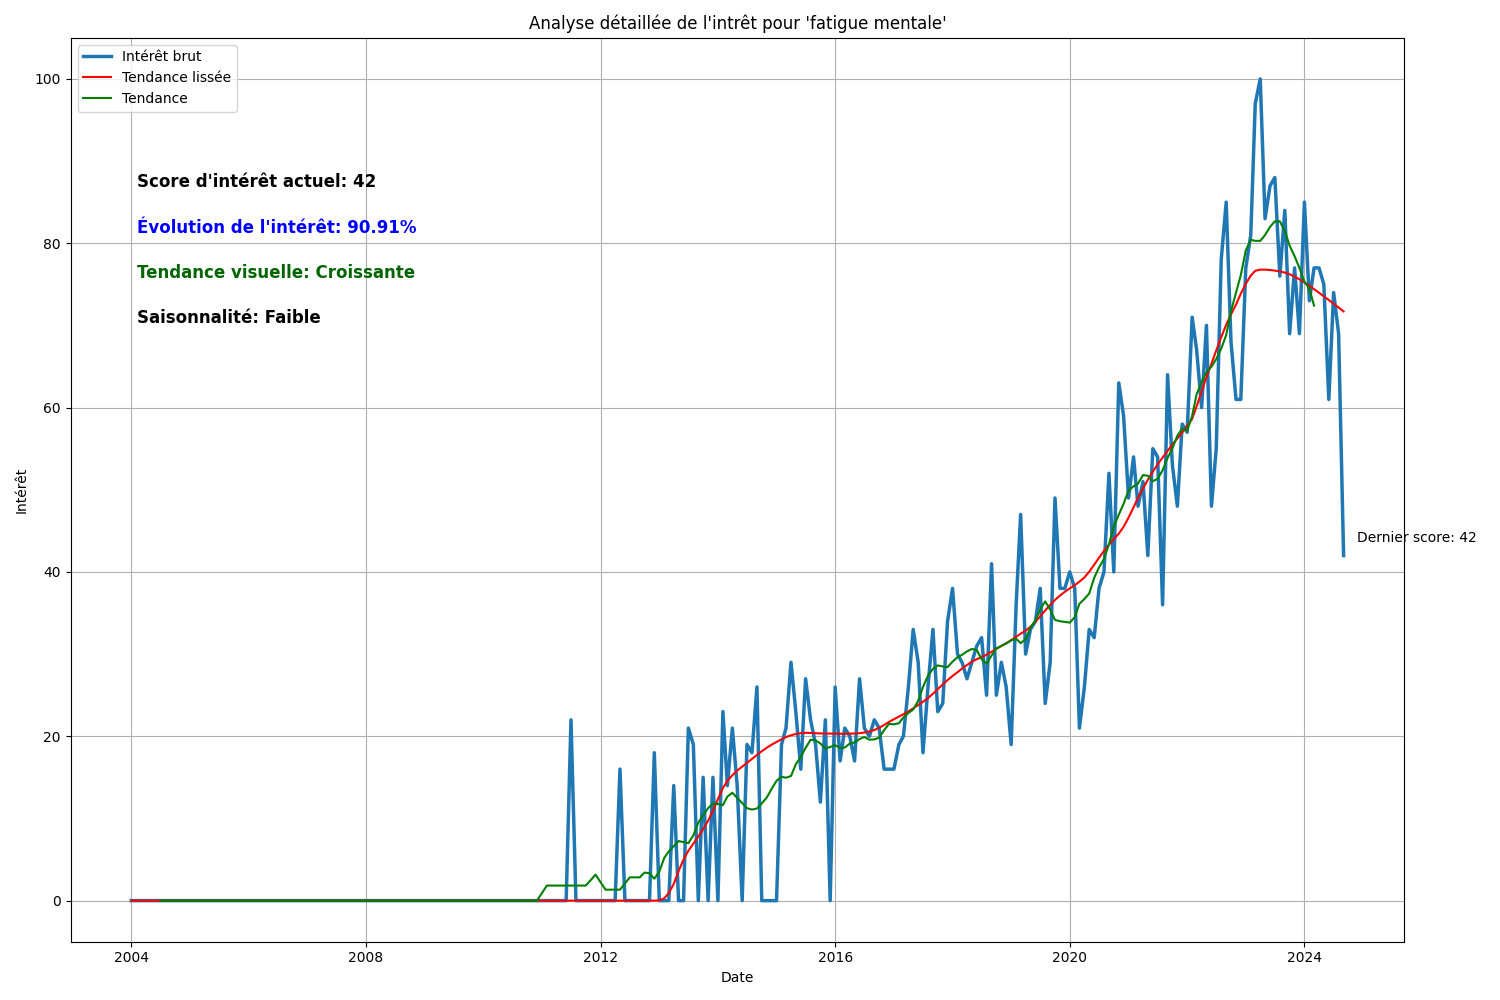 Analyse détaillée de l'intrêt pour 'fatigue mentale'
Intérêt brut
Tendance lissée
Tendance
Score d'intérêt actuel: 42
Évolution de l'intérêt: 90.91%
Tendance visuelle: Croissante
Saisonnalité: Faible
Dernier score: 42
Intérêt
100
80
60
40
20
0
2004
2008
2012
2016
2020
2024
Date